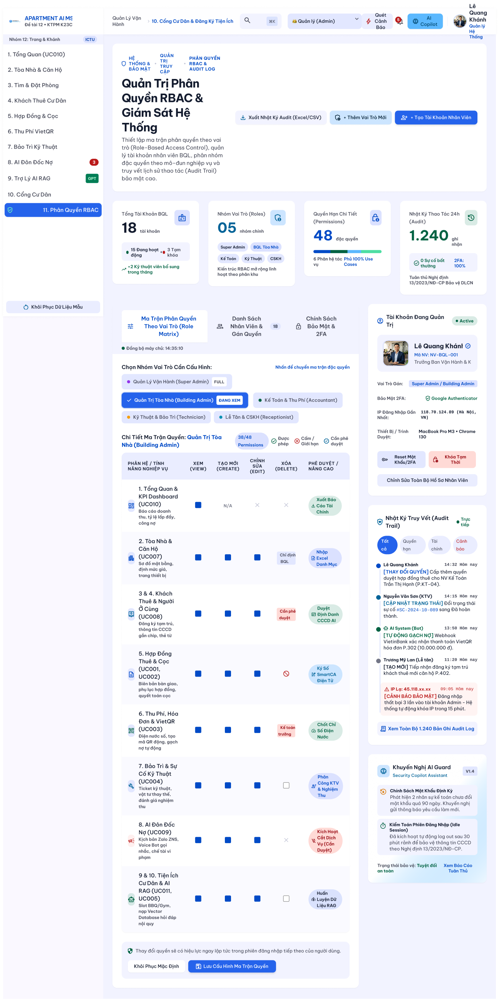 APARTMENT AI MS
Đề tài 12 • KTPM K23C
Nhóm 12: Trang & Khánh
ICTU
1. Tổng Quan (UC010)
2. Tòa Nhà & Căn Hộ
3. Tìm & Đặt Phòng
4. Khách Thuê Cư Dân
5. Hợp Đồng & Cọc
6. Thu Phí VietQR
7. Bảo Trì Kỹ Thuật
8. AI Đôn Đốc Nợ
3
9. Trợ Lý AI RAG
GPT
10. Cổng Cư Dân
11. Phân Quyền RBAC
Khôi Phục Dữ Liệu Mẫu
Quản Lý Vận
Hành
10. Cổng Cư Dân & Đăng Ký Tiện Ích
⌘K
Quản lý (Admin)
Quét
Cảnh
Báo
5
AI
Copilot
Lê
Quang
Khánh
Quản lý
Hệ
Thống
HỆ
THỐNG &
BẢO MẬT
QUẢN
TRỊ
TRUY
CẬP
PHÂN QUYỀN
RBAC &
AUDIT LOG
Quản Trị Phân
Quyền RBAC &
Giám Sát Hệ
Thống
Thiết lập ma trận phân quyền theo vai
trò (Role-Based Access Control), quản
lý tài khoản nhân viên BQL, phân nhóm
đặc quyền theo mô-đun nghiệp vụ và
truy vết lịch sử thao tác (Audit Trail)
bảo mật cao.
Xuất Nhật Ký Audit (Excel/CSV)
+ Thêm Vai Trò Mới
+ Tạo Tài Khoản Nhân Viên
Tổng Tài Khoản BQL
18 tài khoản
15 Đang hoạt
động
3 Tạm
khóa
+2 Kỹ thuật viên bổ sung
trong tháng
Nhóm Vai Trò (Roles)
05 nhóm chính
Super Admin
BQL Tòa Nhà
Kế Toán
Kỹ Thuật
CSKH
Kiến trúc RBAC mở rộng linh
hoạt theo phân khu
Quyền Hạn Chi Tiết
(Permissions)
48 đặc quyền
6 Phân hệ tác
vụ
Phủ 100% Use
Cases
Nhật Ký Thao Tác 24h
(Audit)
1.240 ghi
nhận
0 Sự cố bất
thường
2FA:
100%
Tuân thủ Nghị định
13/2023/NĐ-CP Bảo vệ DLCN
Ma Trận Phân Quyền
Theo Vai Trò (Role
Matrix)
Danh Sách
Nhân Viên &
Gán Quyền
18
Chính Sách
Bảo Mật &
2FA
Đồng bộ máy chủ: 14:35:10
Chọn Nhóm Vai Trò Cần Cấu Hình:
Nhấn để chuyển ma trận đặc quyền
Quản Lý Vận Hành (Super Admin) FULL
Quản Trị Tòa Nhà (Building Admin) ĐANG XEM
Kế Toán & Thu Phí (Accountant)
Kỹ Thuật & Bảo Trì (Technician)
Lễ Tân & CSKH (Receptionist)
Chi Tiết Ma Trận Quyền: Quản Trị Tòa
Nhà (Building Admin)
38/48
Permissions
Được
phép
Cấm /
Giới hạn
Cần phê
duyệt
PHÂN HỆ / TÍNH
NĂNG NGHIỆP VỤ
XEM
(VIEW)
TẠO MỚI
(CREATE)
CHỈNH
SỬA
(EDIT)
XÓA
(DELETE)
PHÊ DUYỆT /
NÂNG CAO
1. Tổng Quan &
KPI Dashboard
(UC010)
Báo cáo doanh
thu, tỷ lệ lấp đầy,
công nợ
N/A
Xuất Báo
Cáo Tài
Chính
2. Tòa Nhà &
Căn Hộ
(UC007)
Sơ đồ mặt bằng,
định mức giá,
trang thiết bị
Chỉ định
BQL
Nhập
Excel
Danh Mục
3 & 4. Khách
Thuê & Người
Ở Cùng
(UC008)
Đăng ký tạm trú,
thông tin CCCD
gắn chip, thẻ từ
Cần phê
duyệt
Duyệt
Định Danh
CCCD AI
5. Hợp Đồng
Thuê & Cọc
(UC001,
UC002)
Biên bản bàn giao,
phụ lục hợp đồng,
quyết toán cọc
Ký Số
SmartCA
Điện Tử
6. Thu Phí, Hóa
Đơn & VietQR
(UC003)
Điện nước số, tạo
mã QR động, gạch
nợ tự động
Kế toán
trưởng
Chốt Chỉ
Số Điện
Nước
7. Bảo Trì & Sự
Cố Kỹ Thuật
(UC004)
Ticket kỹ thuật,
vật tư thay thế,
đánh giá nghiệm
thu
Phân
Công KTV
& Nghiệm
Thu
8. AI Đôn Đốc
Nợ (UC009)
Kịch bản Zalo ZNS,
Voice Bot gọi
nhắc, chế tài vi
phạm
Kích Hoạt
Cắt Dịch
Vụ (Cần
Duyệt)
9 & 10. Tiện Ích
Cư Dân & AI
RAG (UC011,
UC005)
Slot BBQ/Gym,
nạp Vector
Database hỏi đáp
nội quy
Huấn
Luyện Dữ
Liệu RAG
Thay đổi quyền sẽ có hiệu lực ngay lập tức trong phiên đăng nhập tiếp theo của người dùng.
Khôi Phục Mặc Định
Lưu Cấu Hình Ma Trận Quyền
Tài Khoản Đang Quản
Trị
Active
Lê Quang Khánh
Mã NV: NV-BQL-001
Trưởng Ban Vận Hành & K
Vai Trò Gán:
Super Admin / Building Admin
Bảo Mật 2FA:
Google Authenticator
IP Đăng Nhập Gần
Nhất:
118.70.124.89 (Hà Nội,
VN)
Thiết Bị / Trình
Duyệt:
MacBook Pro M3 • Chrome
130
Reset Mật
Khẩu/2FA
Khóa Tạm
Thời
Chỉnh Sửa Toàn Bộ Hồ Sơ Nhân Viên
Nhật Ký Truy Vết (Audit
Trail)
Trực
tiếp
Tất
cả
Quyền
hạn
Tài
chính
Cảnh
báo
Lê Quang Khánh 14:32 Hôm nay
[THAY ĐỔI QUYỀN] Cấp thêm quyền
duyệt hợp đồng thuê cho NV Kế Toán
Trần Thị Hạnh (P.KT-04).
Nguyễn Văn Sơn (KTV) 14:15 Hôm nay
[CẬP NHẬT TRẠNG THÁI] Đổi trạng thái
sự cố #SC-2024-10-089 sang Đã hoàn
thành.
AI System (Bot) 13:50 Hôm nay
[TỰ ĐỘNG GẠCH NỢ] Webhook
VietinBank xác nhận thanh toán VietQR
hóa đơn P.302 (10.000.000 đ).
Trương Mỹ Lan (Lễ tân) 11:20 Hôm nay
[TẠO MỚI] Tiếp nhận đăng ký tạm trú
khách thuê mới căn hộ P.402.
IP Lạ: 45.118.xx.xx 09:05 Hôm nay
[CẢNH BÁO BẢO MẬT] Đăng nhập
thất bại 3 lần vào tài khoản Admin - Hệ
thống tự động khóa IP trong 15 phút.
Xem Toàn Bộ 1.240 Bản Ghi Audit Log
Khuyến Nghị AI Guard
Security Copilot Assistant
V1.4
Chính Sách Mật Khẩu Định Kỳ
Phát hiện 2 nhân sự kế toán chưa đổi
mật khẩu quá 90 ngày. Khuyến nghị
gửi thông báo yêu cầu làm mới.
Kiểm Toán Phiên Đăng Nhập (Idle
Session)
Đã kích hoạt tự động log out sau 30
phút rảnh để bảo vệ thông tin CCCD
theo Nghị định 13/2023/NĐ-CP.
Trạng thái bảo vệ: Tuyệt đối
an toàn
Xem Báo Cáo
Tuân Thủ